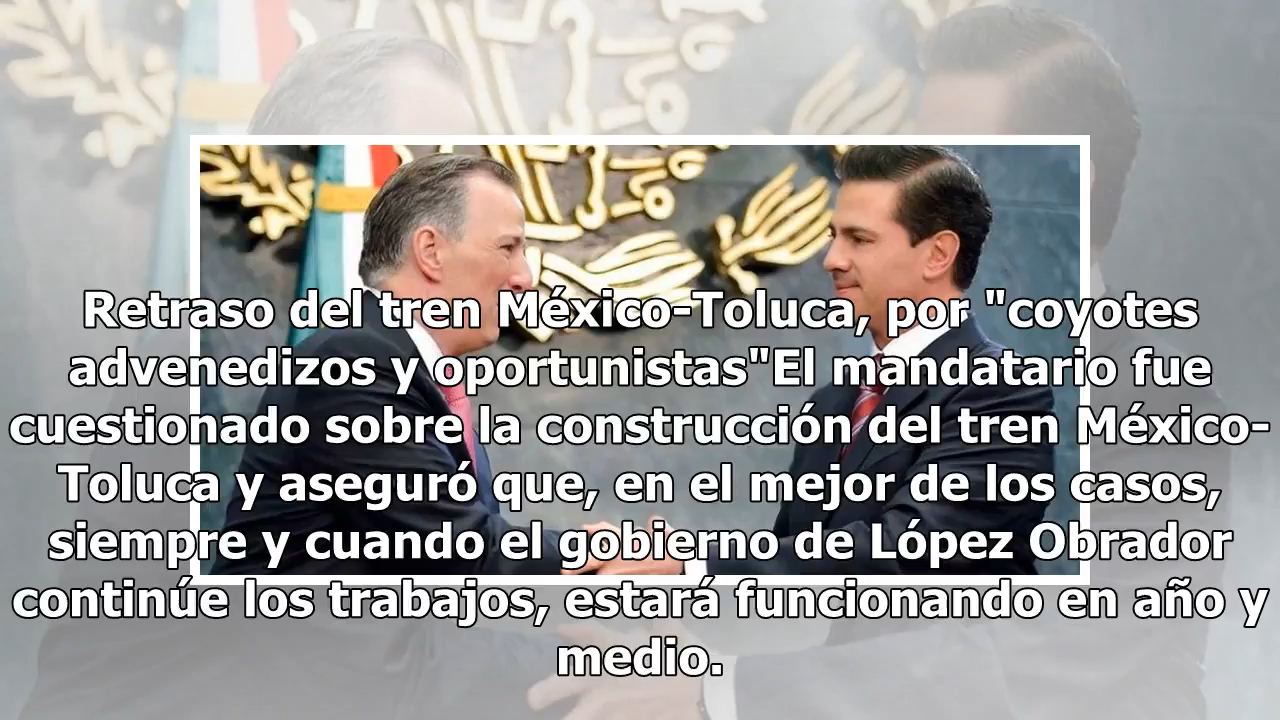 Retraso del tren México-Toluca, por "coyotes
advenedizos y oportunistas"El mandatario fue
cuestionado sobre la construcción del tren México-
Toluca y aseguró que, en el mejor de los casos,
siempre y cuando el gobierno de López Obrador
continúe los trabajos, estará funcionando en año y
medio.